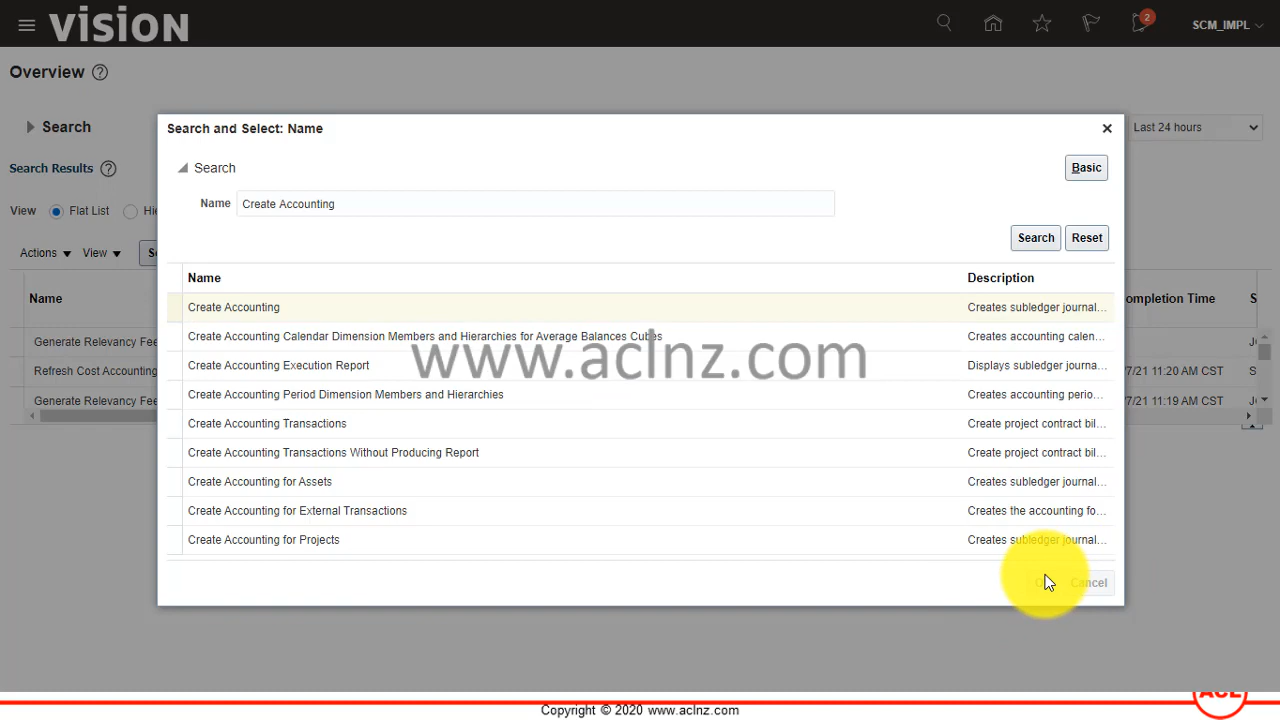 vision
2
SCM_IMPL
Overview
Search
Last 24 hours
Search Results
View Flat List Hi
Actions View S
Name
ompletion Time S
Generate Relevancy Fee
Refresh Cost Accounting
/7/21 11:20 AM CST S
Generate Relevancy Fee
/7/21 11:19 AM CST
Search and Select: Name
Search
Basic
Name Create Accounting
Search Reset
Name Description
Create Accounting Creates subledger journal...
Create Accounting Calendar Dimension Members and Hierarchies for Average Balances Cubes Creates accounting calen...
Create Accounting Execution Report Displays subledger journa...
Create Accounting Period Dimension Members and Hierarchies Creates accounting perio...
Create Accounting Transactions Create project contract bil...
Create Accounting Transactions Without Producing Report Create project contract bil...
Create Accounting for Assets Creates subledger journal...
Create Accounting for External Transactions Creates the accounting fo...
Create Accounting for Projects Creates subledger journal...
Cancel
www.aclnz.com
ACL
Copyright © 2020 www.aclnz.com